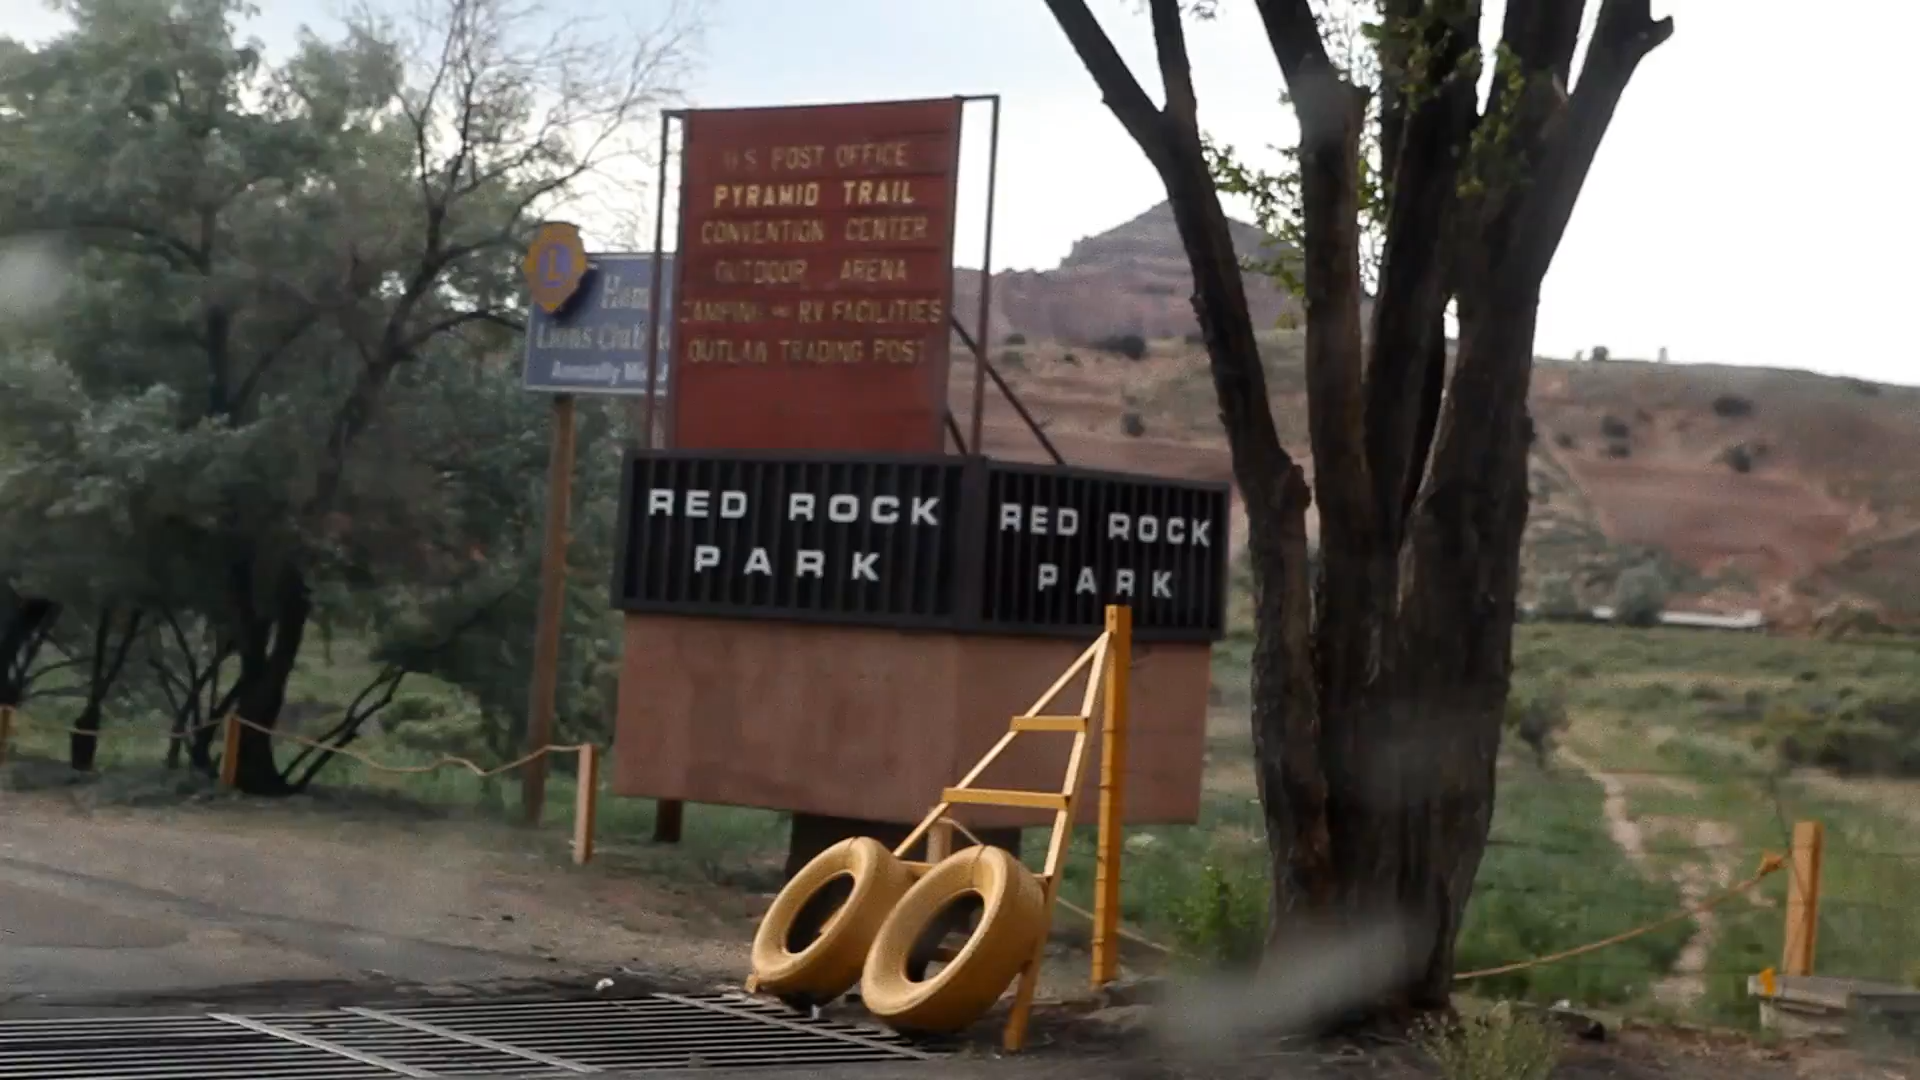 U.S. POST OFFICE
PYRAMID TRAIL
CONVENTION CENTER
OUTDOOR ARENA
CAMPING RV FACILITIES
OUTLAW TRADING POST
L
Lions Club
Annually
RED ROCK
PARK
RED ROCK
PARK